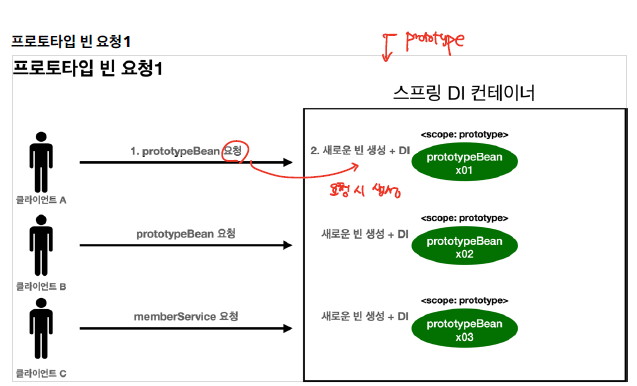 프로토타입 빈 요청1
prototype
프로토타입 빈 요청1
스프링 DI 컨테이너
<scope: prototype>
1. prototypeBean 요청
2. 새로운 빈 생성 + DI
prototypeBean
x01
요청 시 생성
클라이언트 A
<scope: prototype>
prototypeBean 요청
새로운 빈 생성 + DI
prototypeBean
x02
클라이언트 B
<scope: prototype>
memberService 요청
새로운 빈 생성 + DI
prototypeBean
x03
클라이언트 C